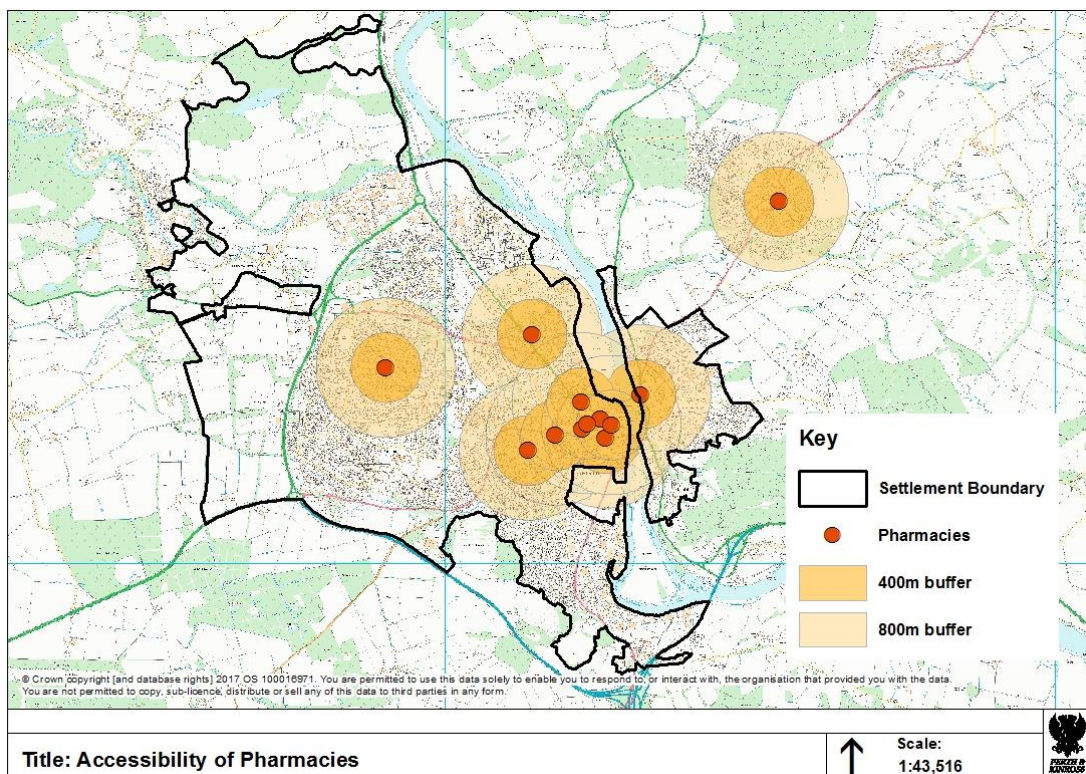 Key
Settlement Boundary
Pharmacies
400m buffer
800m buffer
© Crown copyright [and database rights] 2017 OS 100016971. You are permitted to use this data solely to enable you to respond to, or interact with, the organisation that provided you with the data.
You are not permitted to copy, sub-licence, distribute or sell any of this data to third parties in any form.
Title: Accessibility of Pharmacies
Scale:
1:43,516
PERTH &
KINROSS